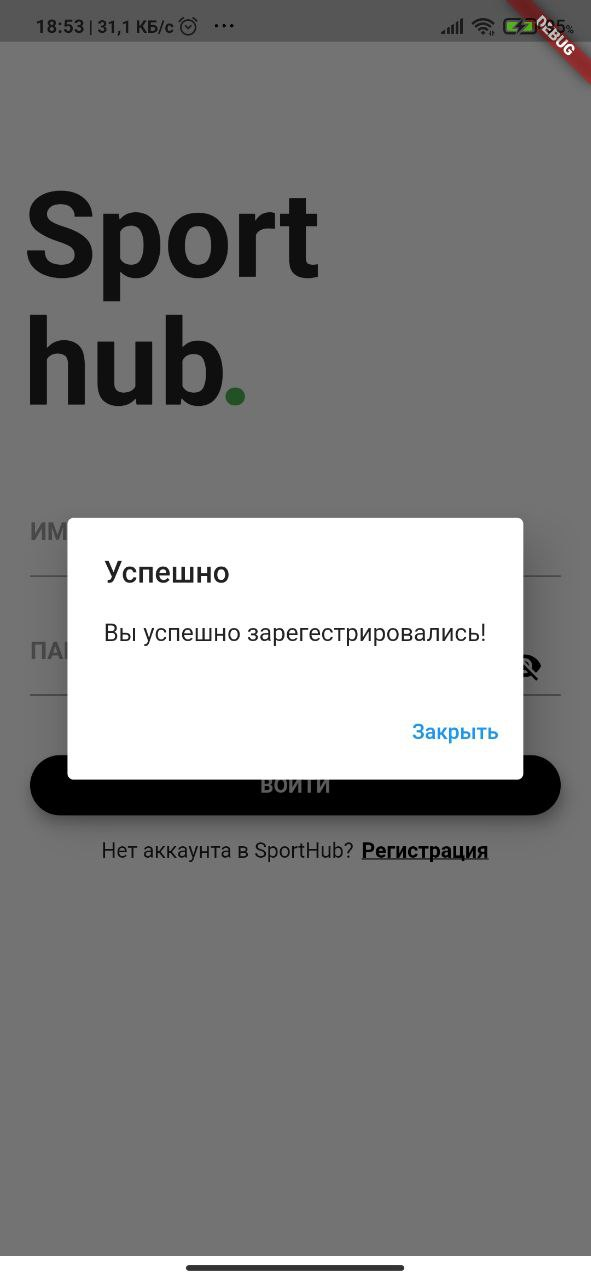 18:53 | 31,1 КБ/с ...
DEBUG
Sport
hub.
Успешно
Вы успешно зарегестрировались!
Закрыть
ВОЙТИ
Нет аккаунта в SportHub? Регистрация